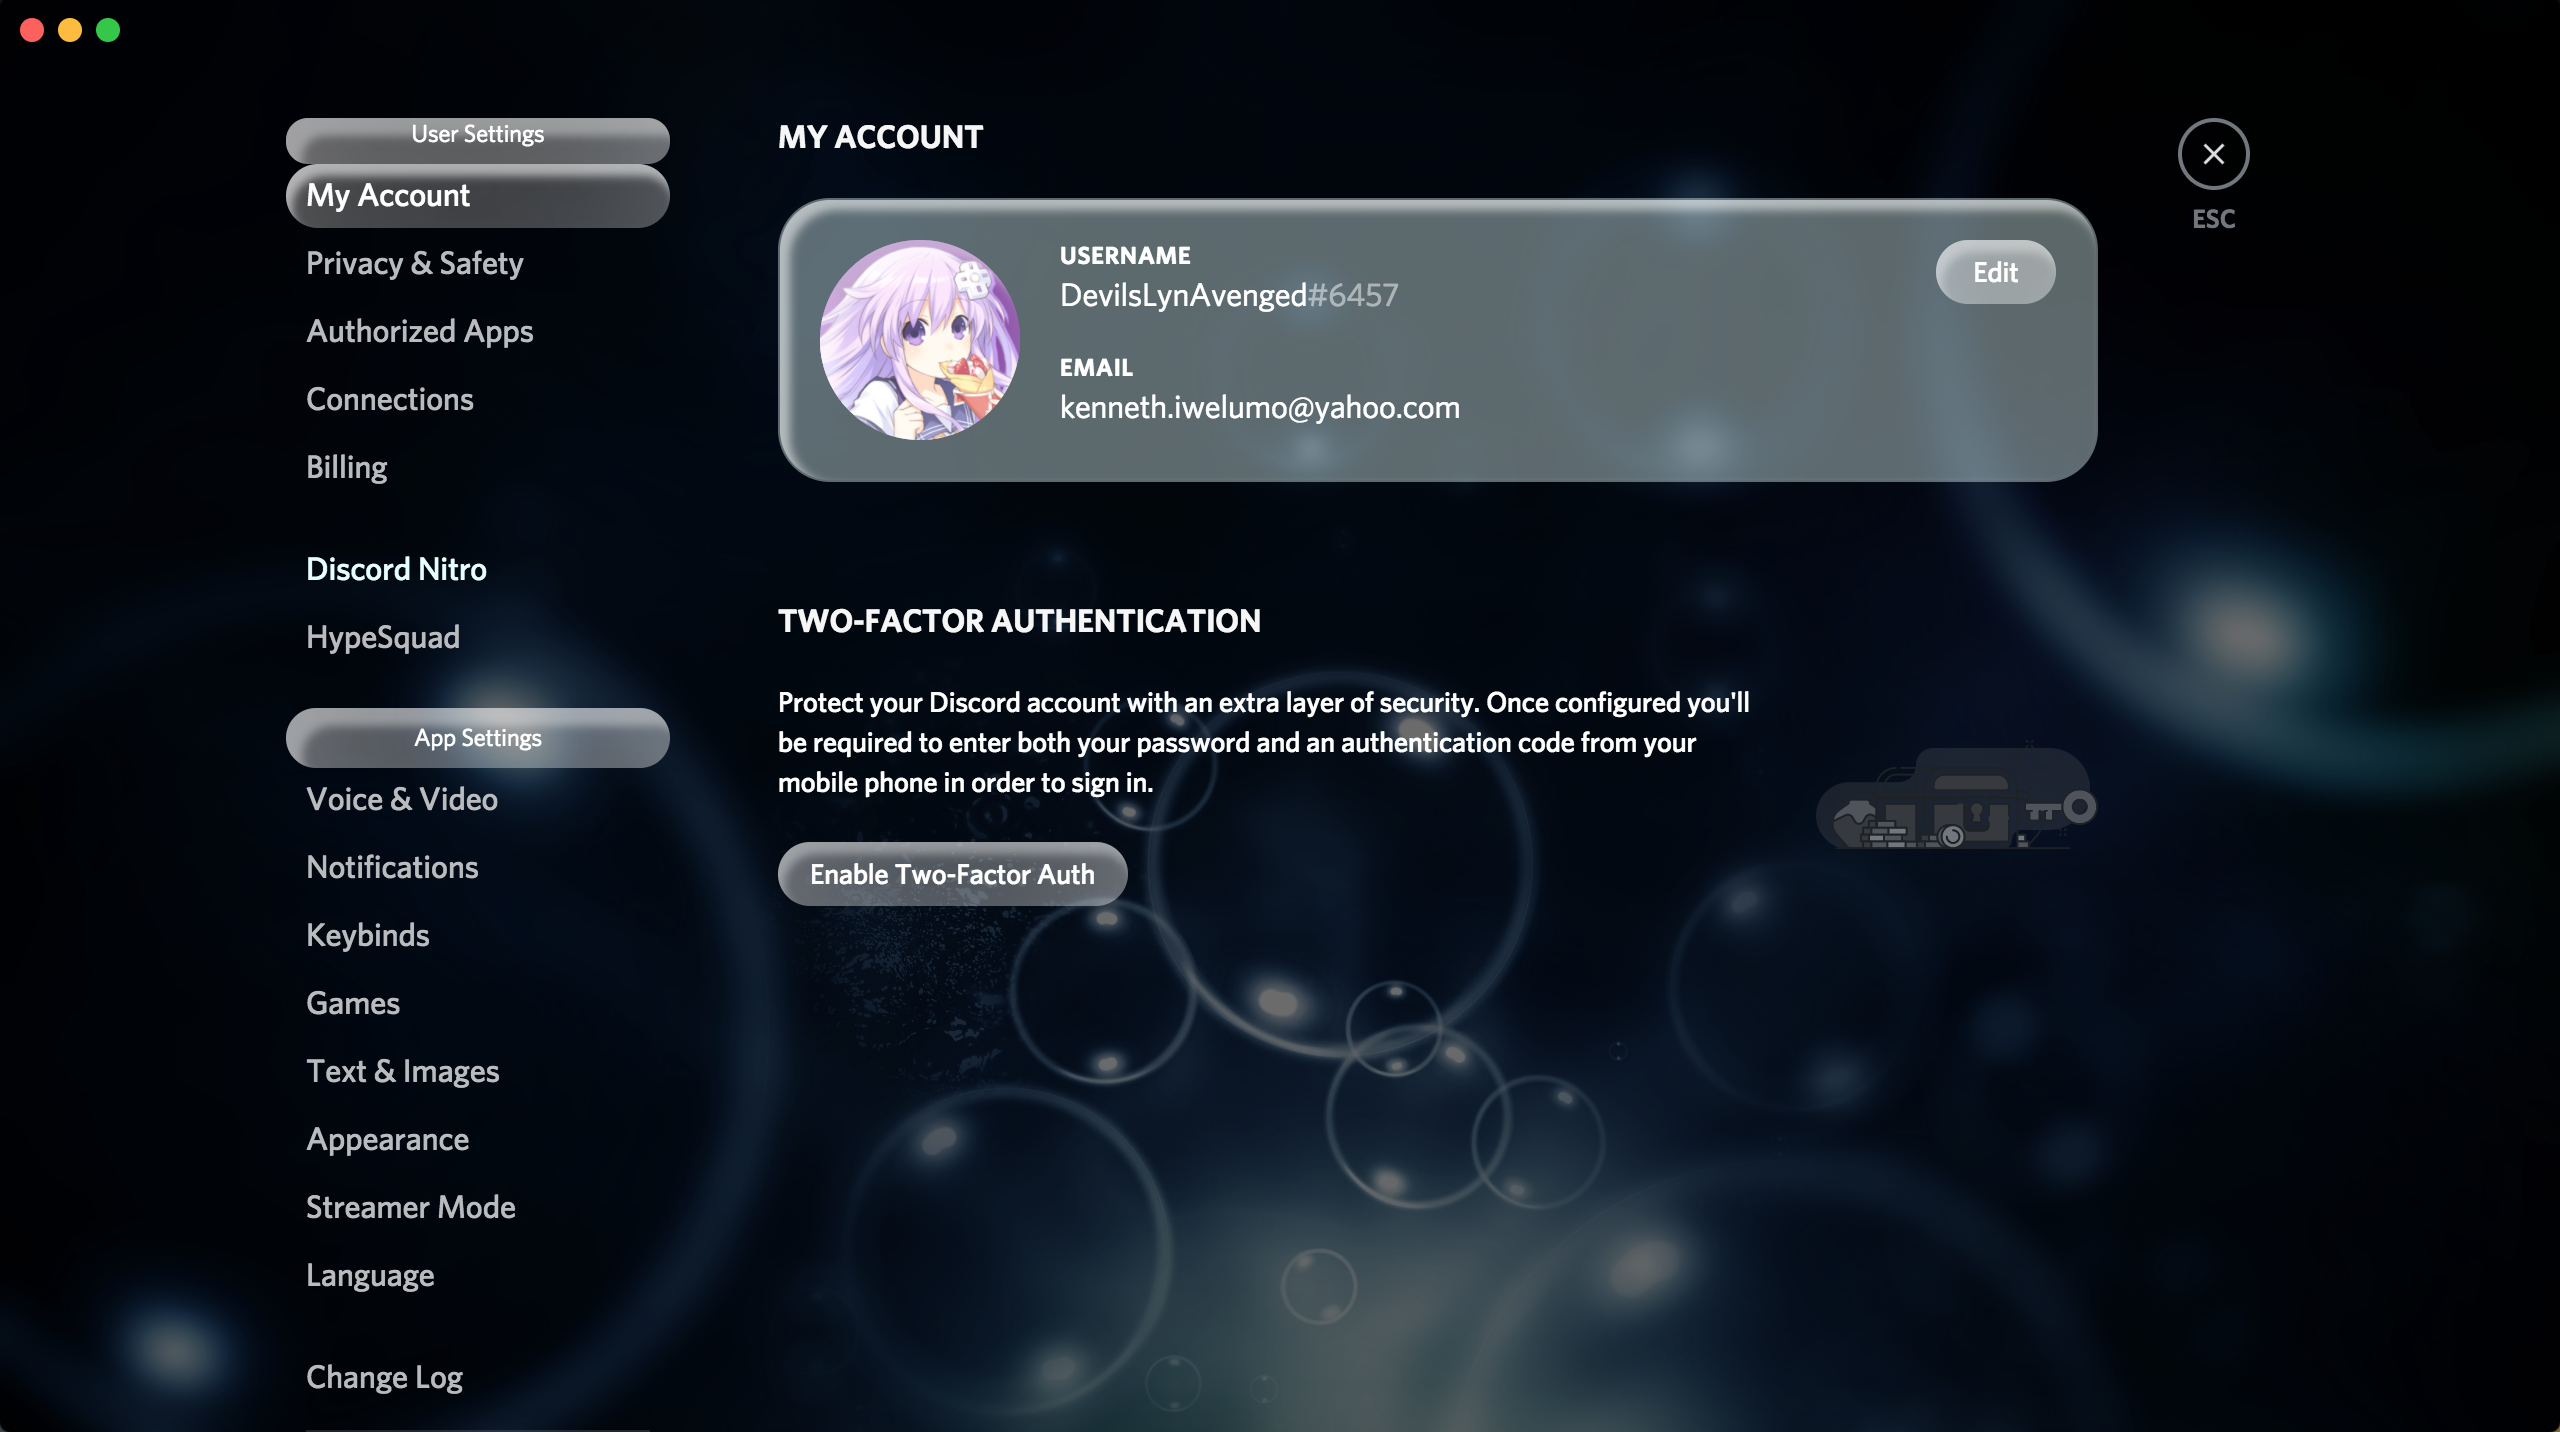 User Settings
My Account
Privacy & Safety
Authorized Apps
Connections
Billing
Discord Nitro
HypeSquad
App Settings
Voice & Video
Notifications
Keybinds
Games
Text & Images
Appearance
Streamer Mode
Language
Change Log
MY ACCOUNT
USERNAME
DevilsLynAvenged#6457
Edit
EMAIL
kenneth.iwelumo@yahoo.com
TWO-FACTOR AUTHENTICATION
Protect your Discord account with an extra layer of security. Once configured you'll
be required to enter both your password and an authentication code from your
mobile phone in order to sign in.
Enable Two-Factor Auth
ESC